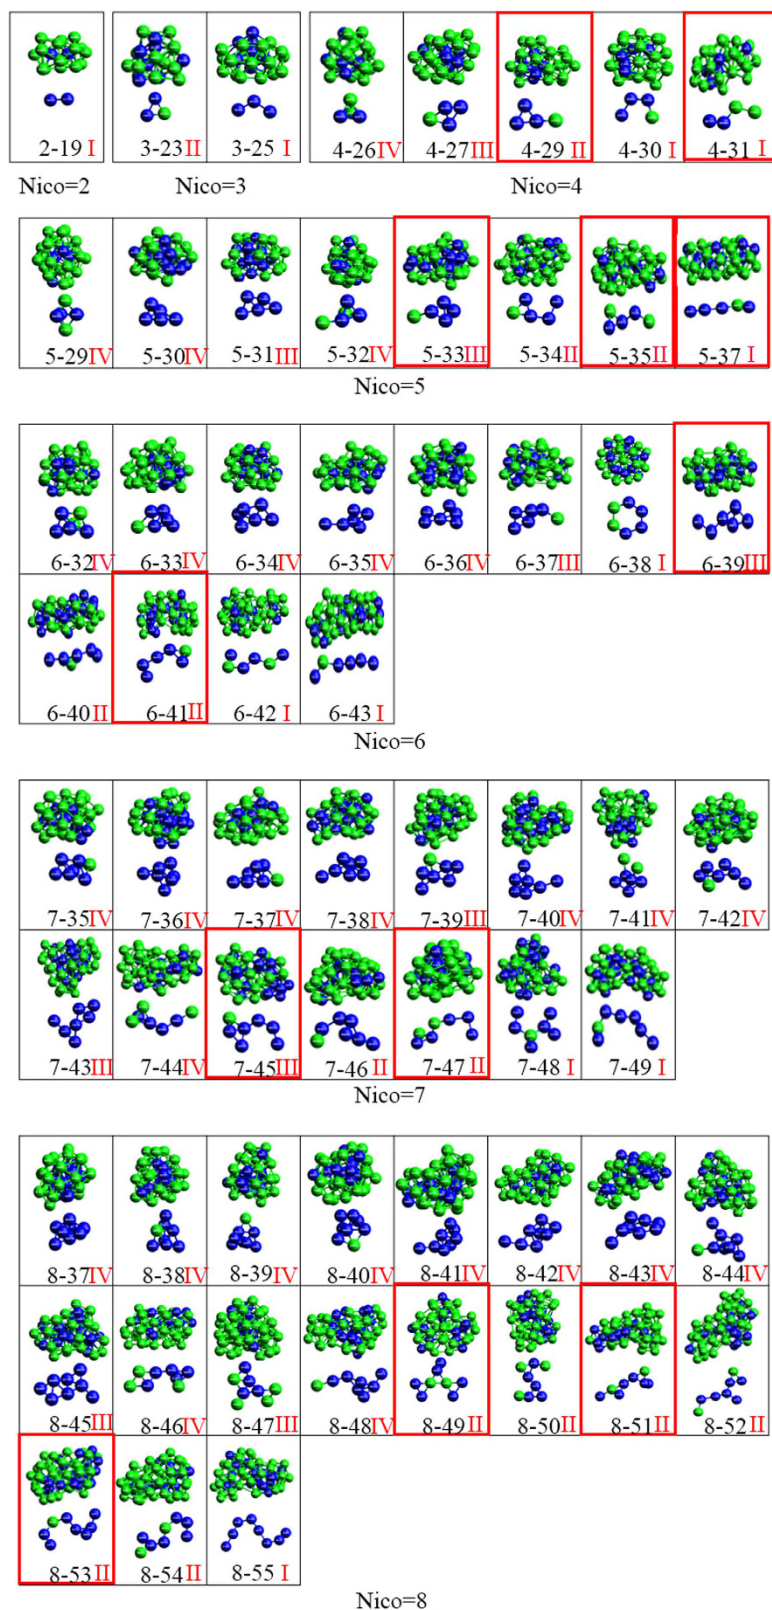 2-19 I 3-23 II 3-25 I 4-26 IV 4-27 III 4-29 II 4-30 I 4-31 I
Nico=2 Nico=3 Nico=4
5-29 IV 5-30 IV 5-31 III 5-32 IV 5-33 III 5-34 II 5-35 II 5-37 I
Nico=5
6-32 IV 6-33 IV 6-34 IV 6-35 IV 6-36 IV 6-37 III 6-38 I 6-39 III
6-40 II 6-41 II 6-42 I 6-43 I
Nico=6
7-35 IV 7-36 IV 7-37 IV 7-38 IV 7-39 III 7-40 IV 7-41 IV 7-42 IV
7-43 III 7-44 IV 7-45 III 7-46 II 7-47 II 7-48 I 7-49 I
Nico=7
8-37 IV 8-38 IV 8-39 IV 8-40 IV 8-41 IV 8-42 IV 8-43 IV 8-44 IV
8-45 III 8-46 IV 8-47 III 8-48 IV 8-49 II 8-50 II 8-51 II 8-52 II
8-53 II 8-54 II 8-55 I
Nico=8